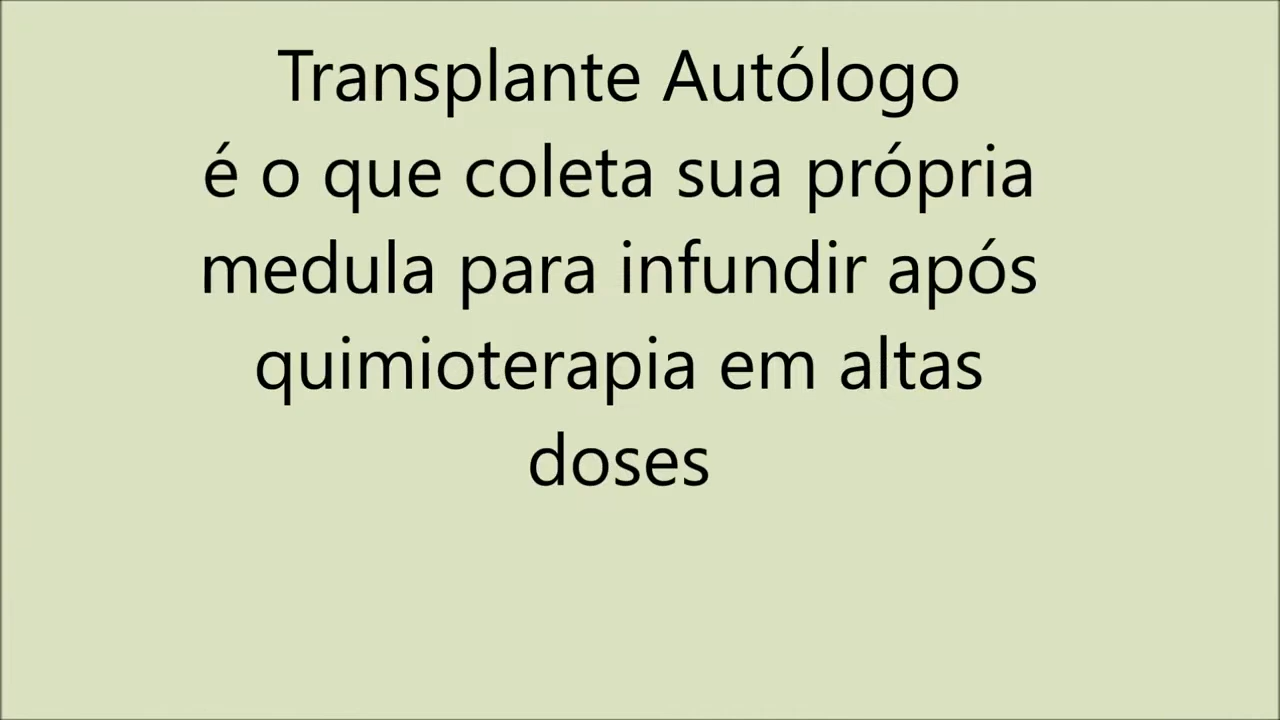 Transplante Autólogo
é o que coleta sua própria
medula para infundir após
quimioterapia em altas
doses